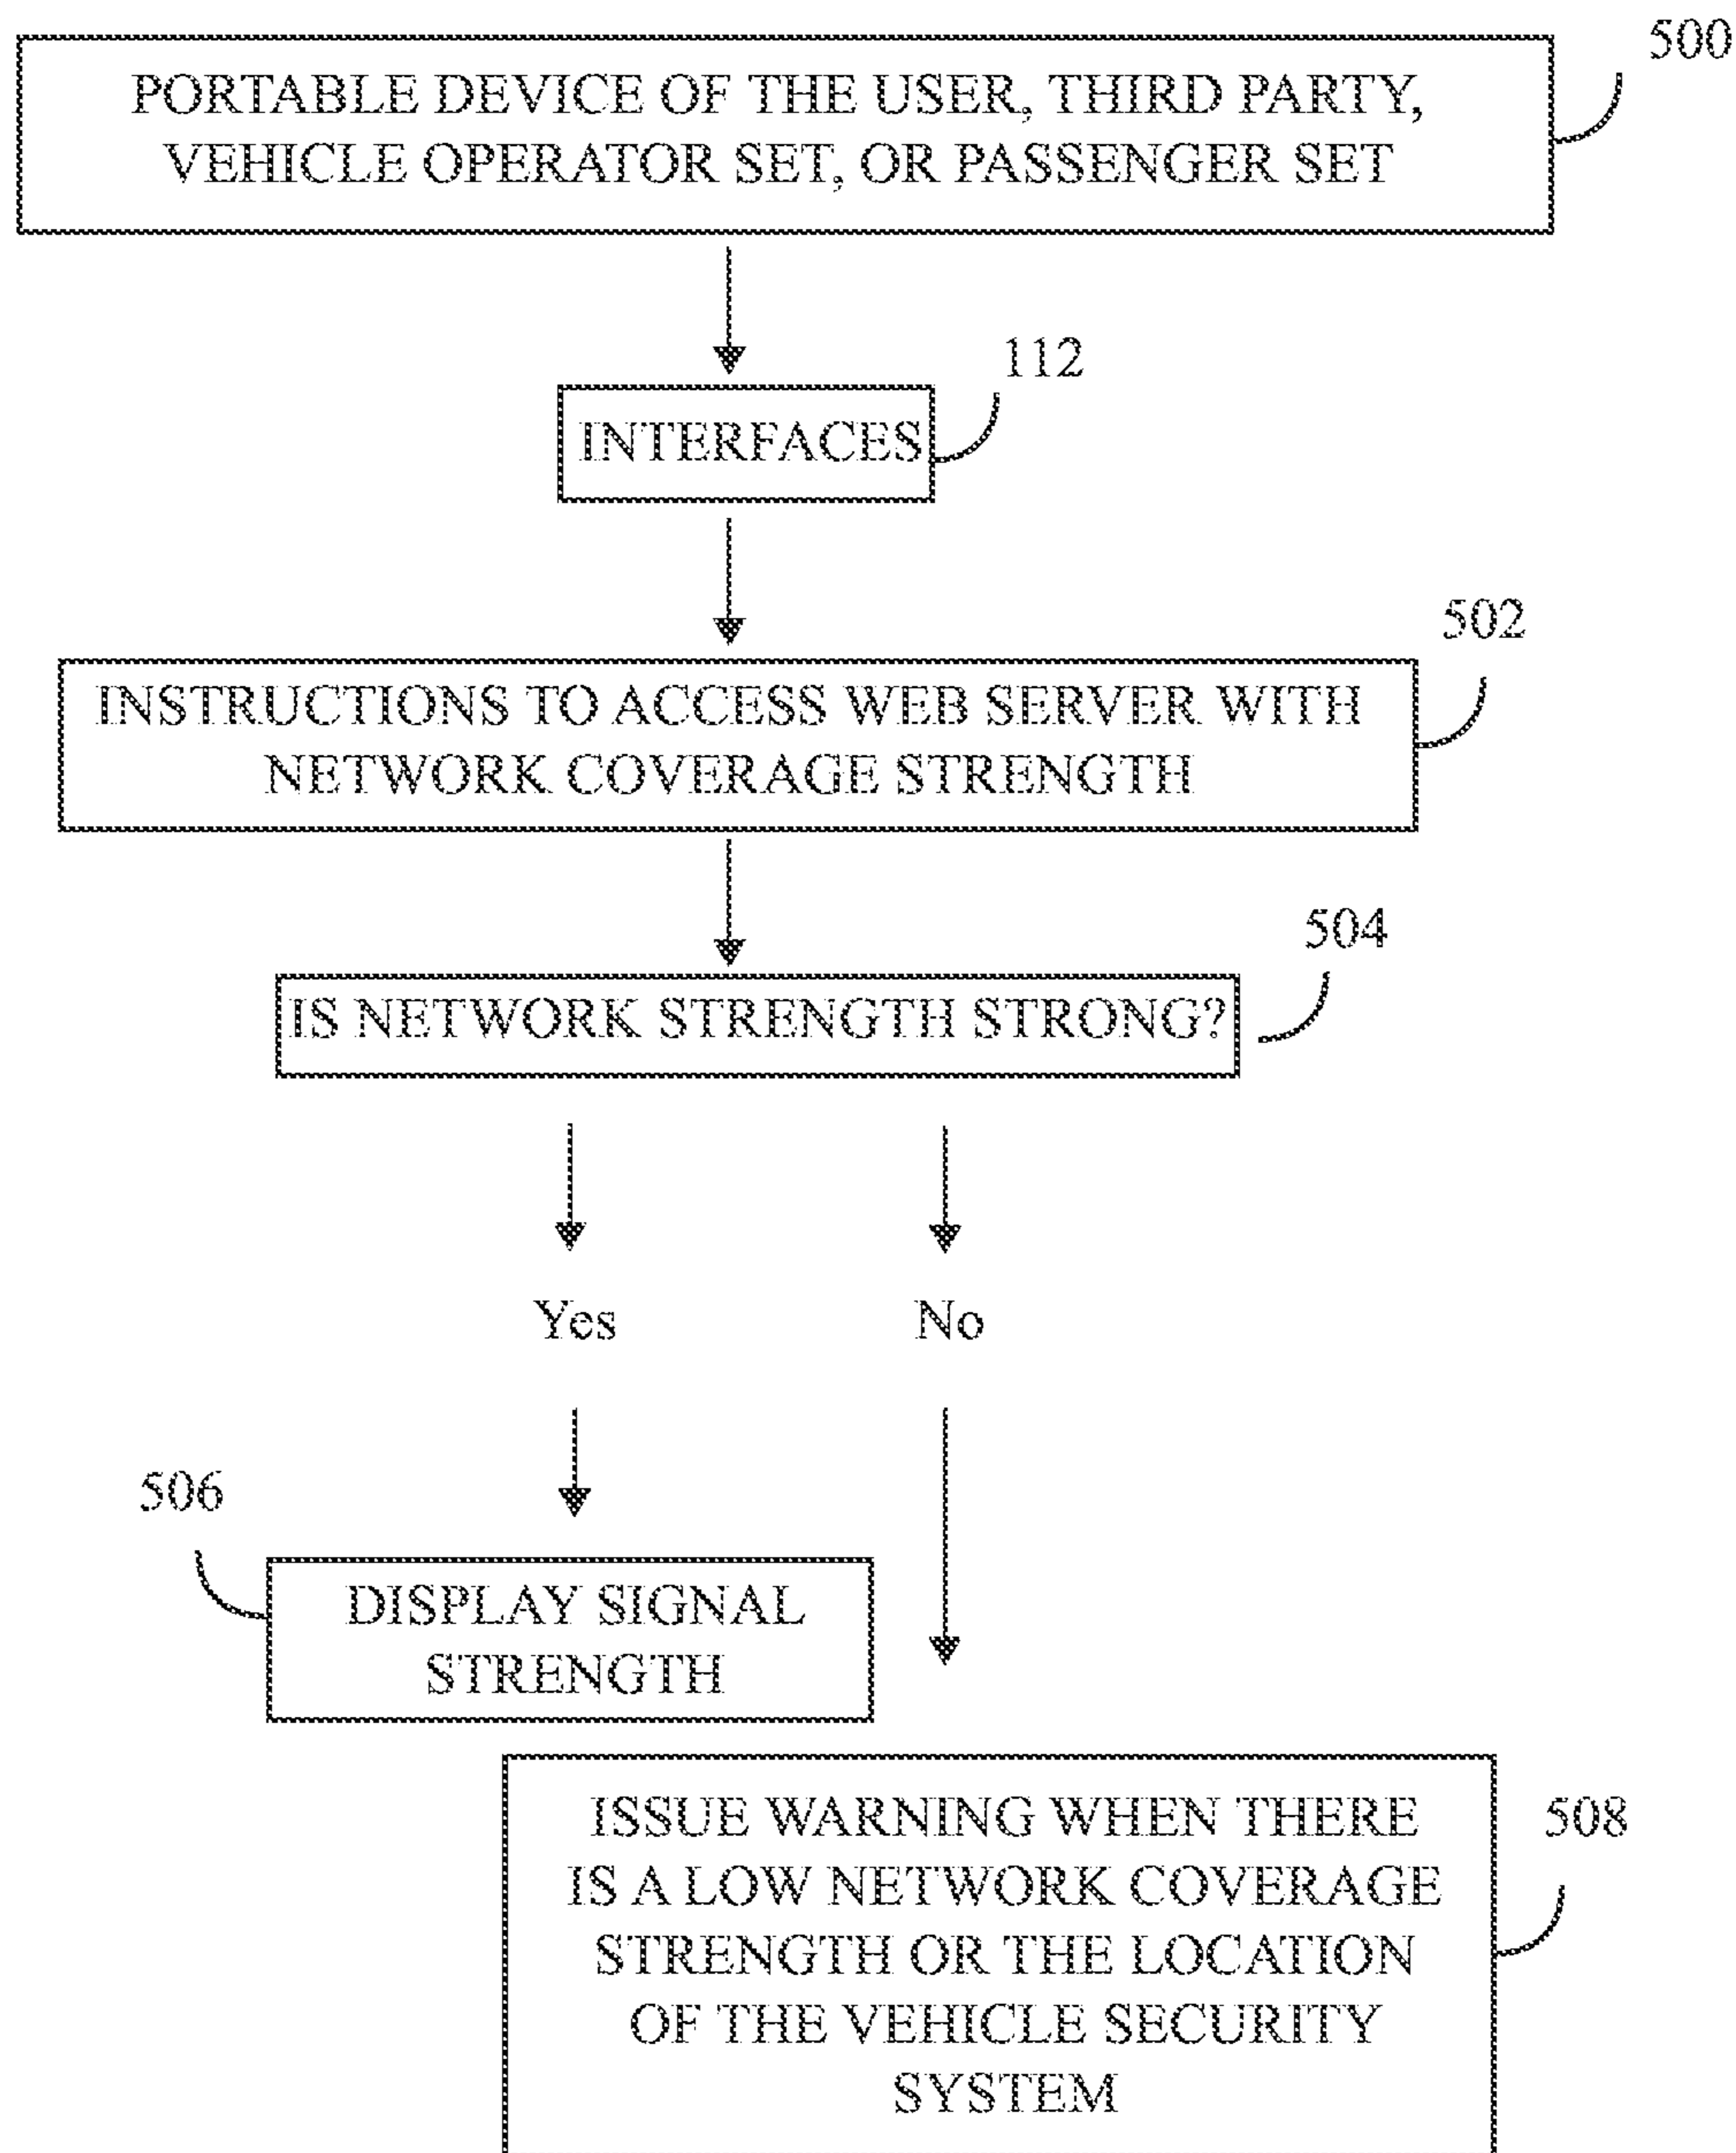 500
PORTABLE DEVICE OF THE USER, THIRD PARTY,
VEHICLE OPERATOR SET, OR PASSENGER SET
112
INTERFACES
502
INSTRUCTIONS TO ACCESS WEB SERVER WITH
NETWORK COVERAGE STRENGTH
504
IS NETWORK STRENGTH STRONG?
Yes
No
506
DISPLAY SIGNAL
STRENGTH
508
ISSUE WARNING WHEN THERE
IS A LOW NETWORK COVERAGE
STRENGTH OR THE LOCATION
OF THE VEHICLE SECURITY
SYSTEM